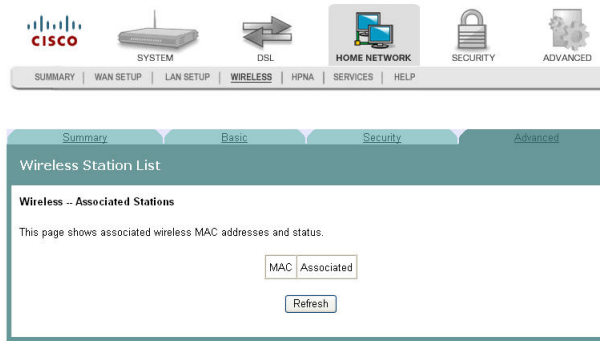 CISCO
SYSTEM DSL HOME NETWORK SECURITY ADVANCED
SUMMARY | WAN SETUP | LAN SETUP | WIRELESS | HPNA | SERVICES | HELP
Summary Basic Security Advanced
Wireless Station List
Wireless -- Associated Stations
This page shows associated wireless MAC addresses and status.
MAC Associated
Refresh